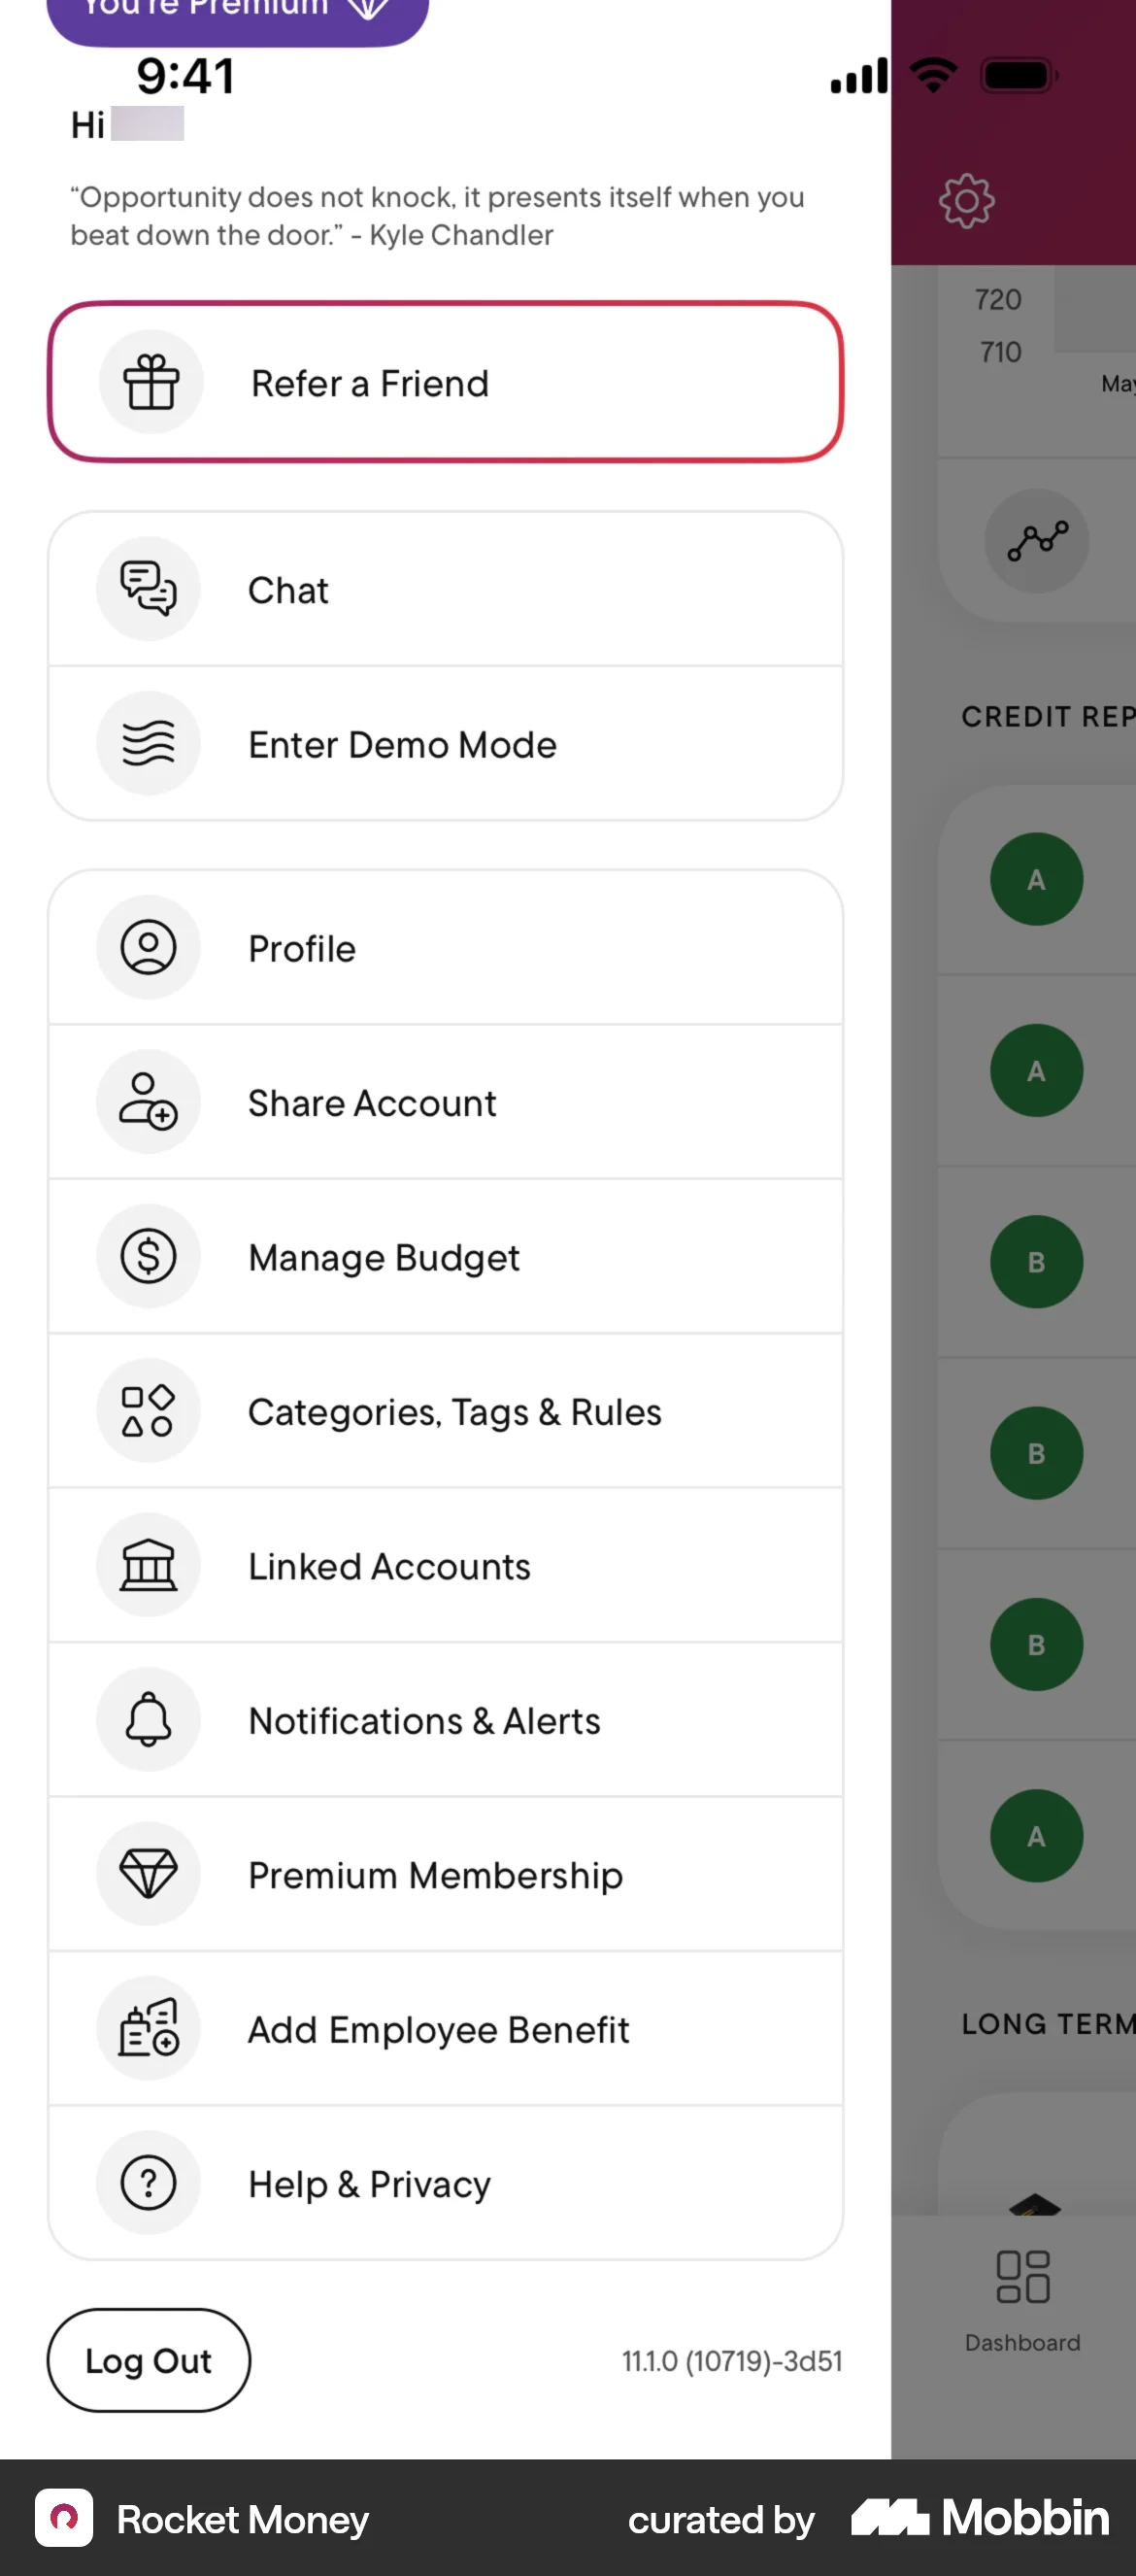 You're Premium
9:41
Hi
“Opportunity does not knock, it presents itself when you
beat down the door.” - Kyle Chandler
Refer a Friend
Chat
Enter Demo Mode
Profile
Share Account
Manage Budget
Categories, Tags & Rules
Linked Accounts
Notifications & Alerts
Premium Membership
Add Employee Benefit
Help & Privacy
Log Out
11.1.0 (10719)-3d51
720
710
May
CREDIT REP
A
A
B
B
B
A
LONG TERM
Dashboard
Rocket Money
curated by
Mobbin